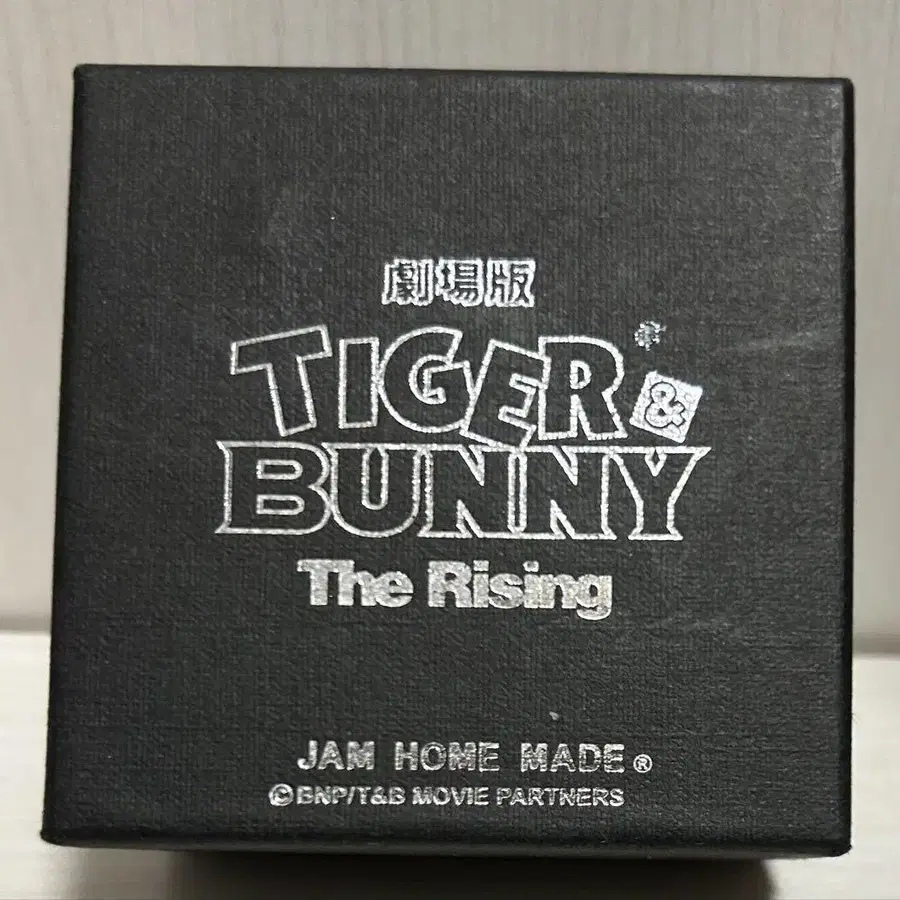 劇場版
TIGER &
BUNNY
The Rising
JAM HOME MADE®
©BNP/T&B MOVIE PARTNERS